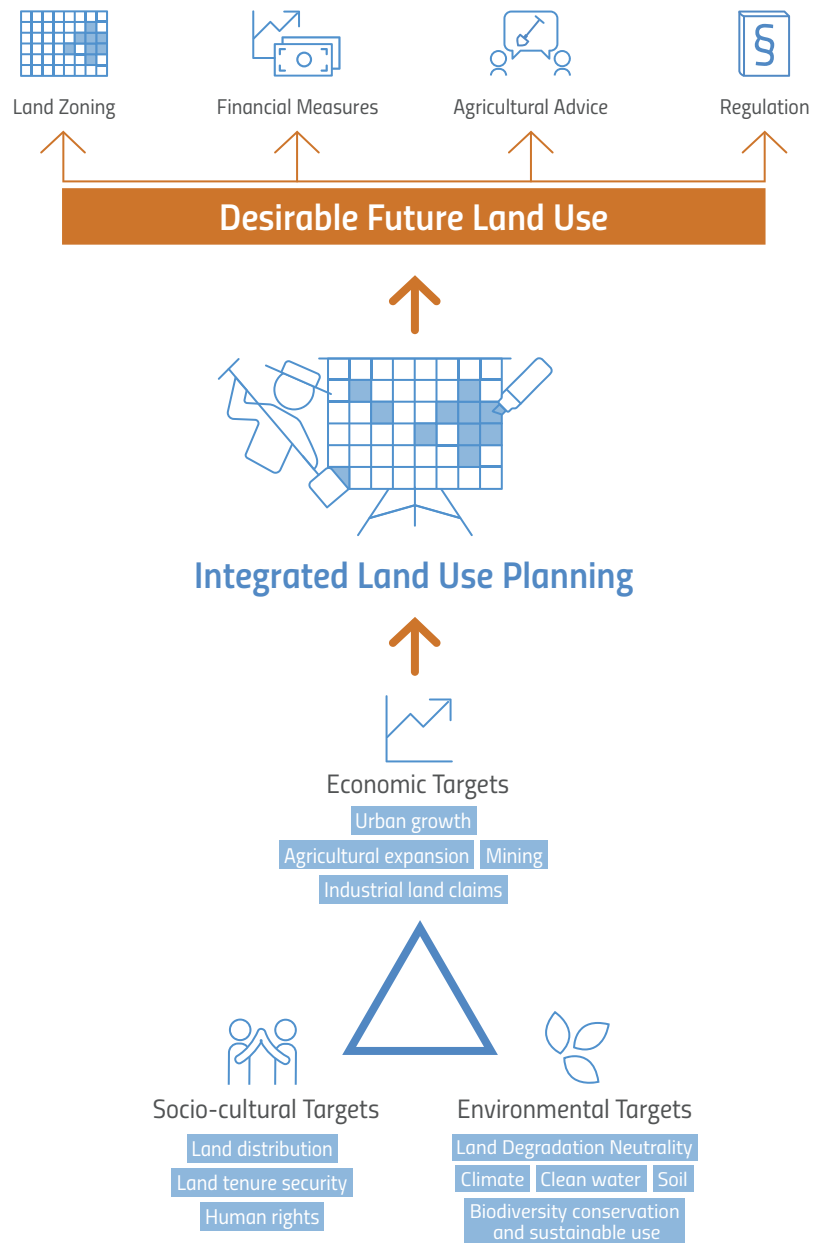 Land Zoning
Financial Measures
Agricultural Advice
§
Regulation
Desirable Future Land Use
Integrated Land Use Planning
Economic Targets
Urban growth
Agricultural expansion
Mining
Industrial land claims
Socio-cultural Targets
Land distribution
Land tenure security
Human rights
Environmental Targets
Land Degradation Neutrality
Climate
Clean water
Soil
Biodiversity conservation
and sustainable use